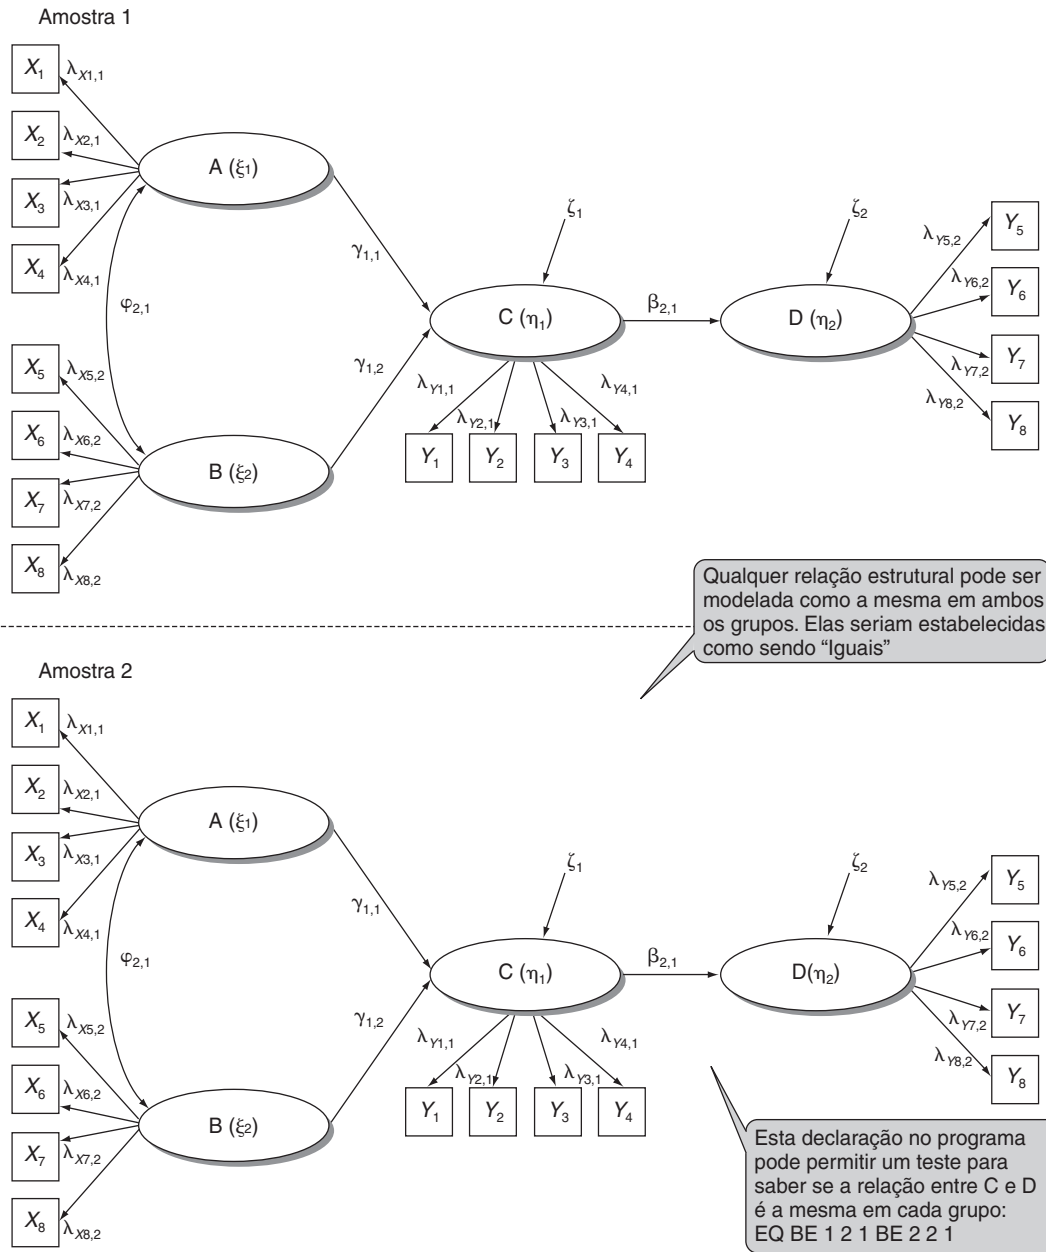 Amostra 1
X1 λX1,1
X2 λX2,1
X3 λX3,1
X4 λX4,1
A (ξ1)
φ2,1
X5 λX5,2
X6 λX6,2
X7 λX7,2
X8 λX8,2
B (ξ2)
γ1,1
γ1,2
ζ1
C (η1)
λY1,1 λY2,1 λY3,1 λY4,1
Y1 Y2 Y3 Y4
β2,1
ζ2
D (η2)
λY5,2 Y5
λY6,2 Y6
λY7,2 Y7
λY8,2 Y8
Qualquer relação estrutural pode ser
modelada como a mesma em ambos
os grupos. Elas seriam estabelecidas
como sendo “Iguais”
Amostra 2
X1 λX1,1
X2 λX2,1
X3 λX3,1
X4 λX4,1
A (ξ1)
φ2,1
X5 λX5,2
X6 λX6,2
X7 λX7,2
X8 λX8,2
B (ξ2)
γ1,1
γ1,2
ζ1
C (η1)
λY1,1 λY2,1 λY3,1 λY4,1
Y1 Y2 Y3 Y4
β2,1
ζ2
D(η2)
λY5,2 Y5
λY6,2 Y6
λY7,2 Y7
λY8,2 Y8
Esta declaração no programa
pode permitir um teste para
saber se a relação entre C e D
é a mesma em cada grupo:
EQ BE 1 2 1 BE 2 2 1